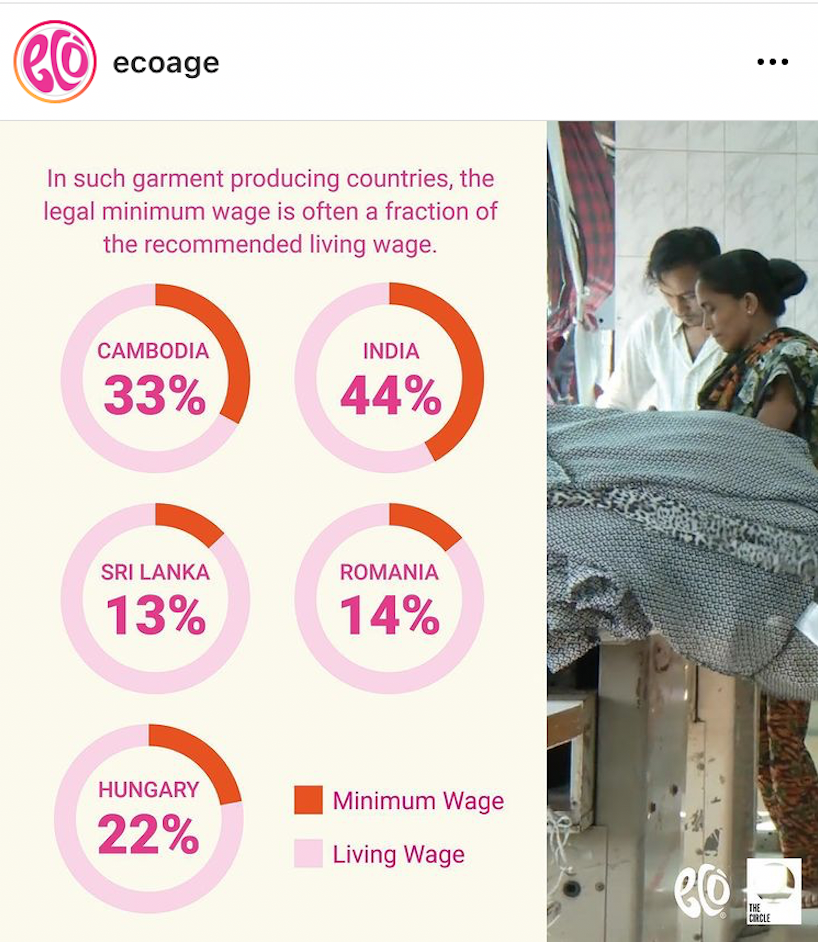 eco
ecoage
In such garment producing countries, the
legal minimum wage is often a fraction of
the recommended living wage.
CAMBODIA
33%
INDIA
44%
SRI LANKA
13%
ROMANIA
14%
HUNGARY
22%
Minimum Wage
Living Wage
ecò
®
THE
CIRCLE